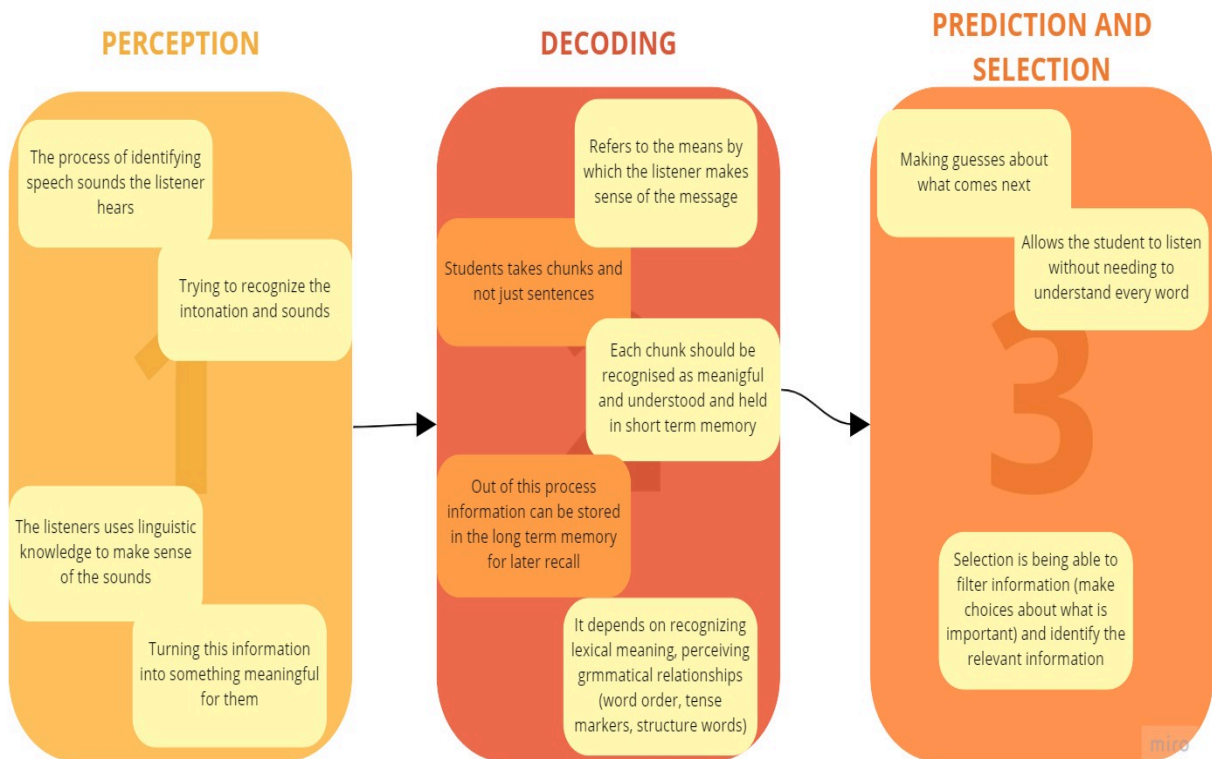 PERCEPTION
The process of identifying
speech sounds the listener
hears
Trying to recognize the
intonation and sounds
1
The listeners uses linguistic
knowledge to make sense
of the sounds
Turning this information
into something meaningful
for them
DECODING
Refers to the means by
which the listener makes
sense of the message
Students takes chunks and
not just sentences
Each chunk should be
recognised as meanigful
and understood and held
in short term memory
Out of this process
information can be stored
in the long term memory
for later recall
It depends on recognizing
lexical meaning, perceiving
grmmatical relationships
(word order, tense
markers, structure words)
PREDICTION AND
SELECTION
Making guesses about
what comes next
Allows the student to listen
without needing to
understand every word
3
Selection is being able to
filter information (make
choices about what is
important) and identify the
relevant information
miro